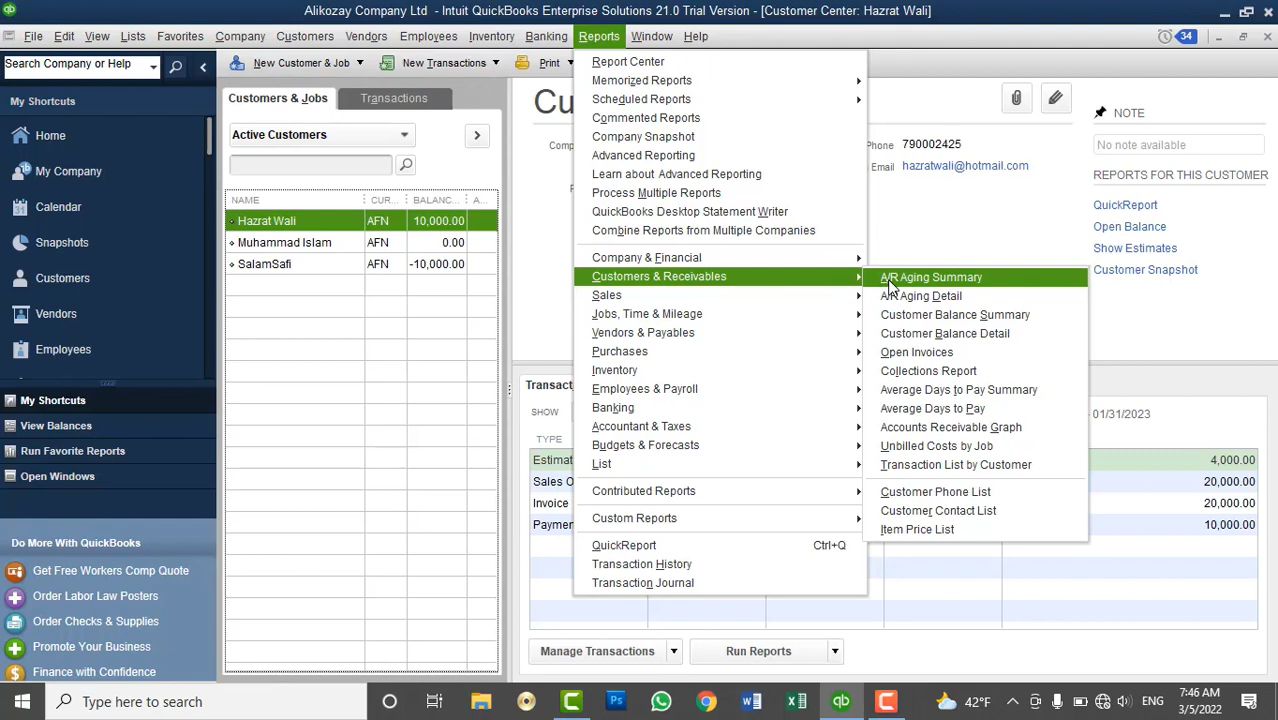 Alikozay Company Ltd - Intuit QuickBooks Enterprise Solutions 21.0 Trial Version - [Customer Center: Hazrat Wali]
File Edit View Lists Favorites Company Customers Vendors Employees Inventory Banking Reports Window Help 34
Search Company or Help
New Customer & Job New Transactions Print
My Shortcuts
Home
My Company
Calendar
Snapshots
Customers
Vendors
Employees
My Shortcuts
View Balances
Run Favorite Reports
Open Windows
Do More With QuickBooks
Get Free Workers Comp Quote
Order Labor Law Posters
Order Checks & Supplies
Promote Your Business
Finance with Confidence
Customers & Jobs Transactions
Active Customers
NAME CUR... BALANC... A...
Hazrat Wali AFN 10,000.00
Muhammad Islam AFN 0.00
SalamSafi AFN -10,000.00
Report Center
Memorized Reports
Scheduled Reports
Commented Reports
Company Snapshot
Advanced Reporting
Learn about Advanced Reporting
Process Multiple Reports
QuickBooks Desktop Statement Writer
Combine Reports from Multiple Companies
Company & Financial
Customers & Receivables
Sales
Jobs, Time & Mileage
Vendors & Payables
Purchases
Inventory
Employees & Payroll
Banking
Accountant & Taxes
Budgets & Forecasts
List
Contributed Reports
Custom Reports
QuickReport Ctrl+Q
Transaction History
Transaction Journal
A/R Aging Summary
A/R Aging Detail
Customer Balance Summary
Customer Balance Detail
Open Invoices
Collections Report
Average Days to Pay Summary
Average Days to Pay
Accounts Receivable Graph
Unbilled Costs by Job
Transaction List by Customer
Customer Phone List
Customer Contact List
Item Price List
Cu
Comp
Phone 790002425
Email hazratwali@hotmail.com
NOTE
No note available
REPORTS FOR THIS CUSTOMER
QuickReport
Open Balance
Show Estimates
Customer Snapshot
Transact
SHOW - 01/31/2023
TYPE
Estimat 4,000.00
Sales O 20,000.00
Invoice 20,000.00
Paymen 10,000.00
Manage Transactions Run Reports
Type here to search
42°F
ENG
7:46 AM
3/5/2022